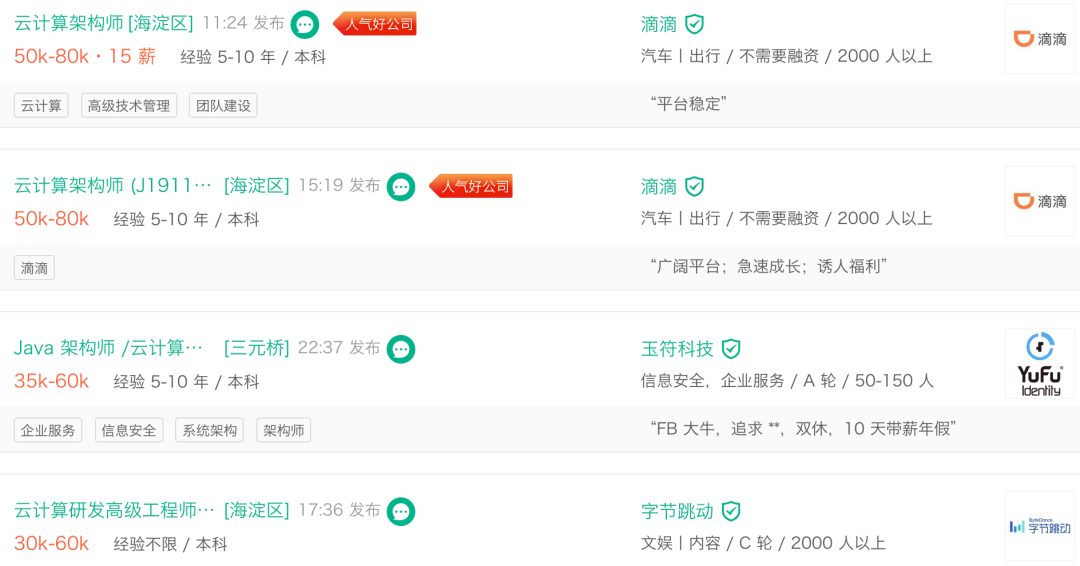 云计算架构师 [海淀区] 11:24 发布 人气好公司
滴滴
50k-80k · 15 薪 经验 5-10 年 / 本科
汽车丨出行 / 不需要融资 / 2000 人以上
滴滴
云计算 高级技术管理 团队建设
“平台稳定”
云计算架构师 (J1911··· [海淀区] 15:19 发布 人气好公司
滴滴
50k-80k 经验 5-10 年 / 本科
汽车丨出行 / 不需要融资 / 2000 人以上
滴滴
滴滴
“广阔平台；急速成长；诱人福利”
Java 架构师 /云计算··· [三元桥] 22:37 发布
玉符科技
35k-60k 经验 5-10 年 / 本科
信息安全，企业服务 / A 轮 / 50-150 人
YuFu
Identity
企业服务 信息安全 系统架构 架构师
“FB 大牛，追求 **，双休，10 天带薪年假”
云计算研发高级工程师··· [海淀区] 17:36 发布
字节跳动
30k-60k 经验不限 / 本科
文娱丨内容 / C 轮 / 2000 人以上
ByteDance
字节跳动